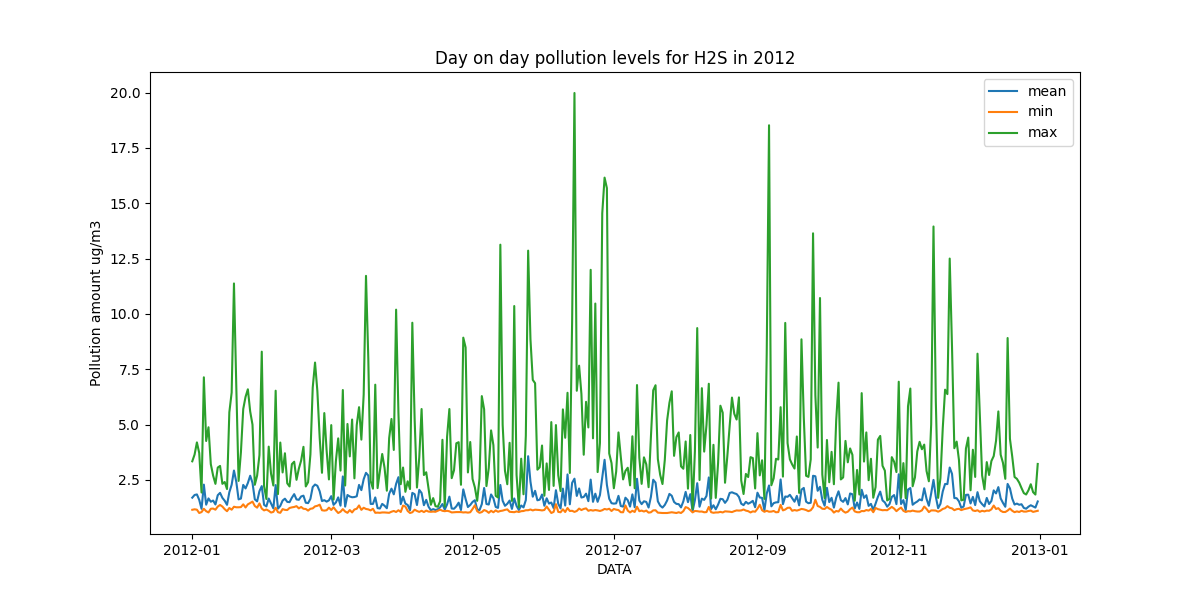 Day on day pollution levels for H2S in 2012
mean
min
max
20.0
17.5
15.0
12.5
10.0
7.5
5.0
2.5
Pollution amount ug/m3
2012-01 2012-03 2012-05 2012-07 2012-09 2012-11 2013-01
DATA